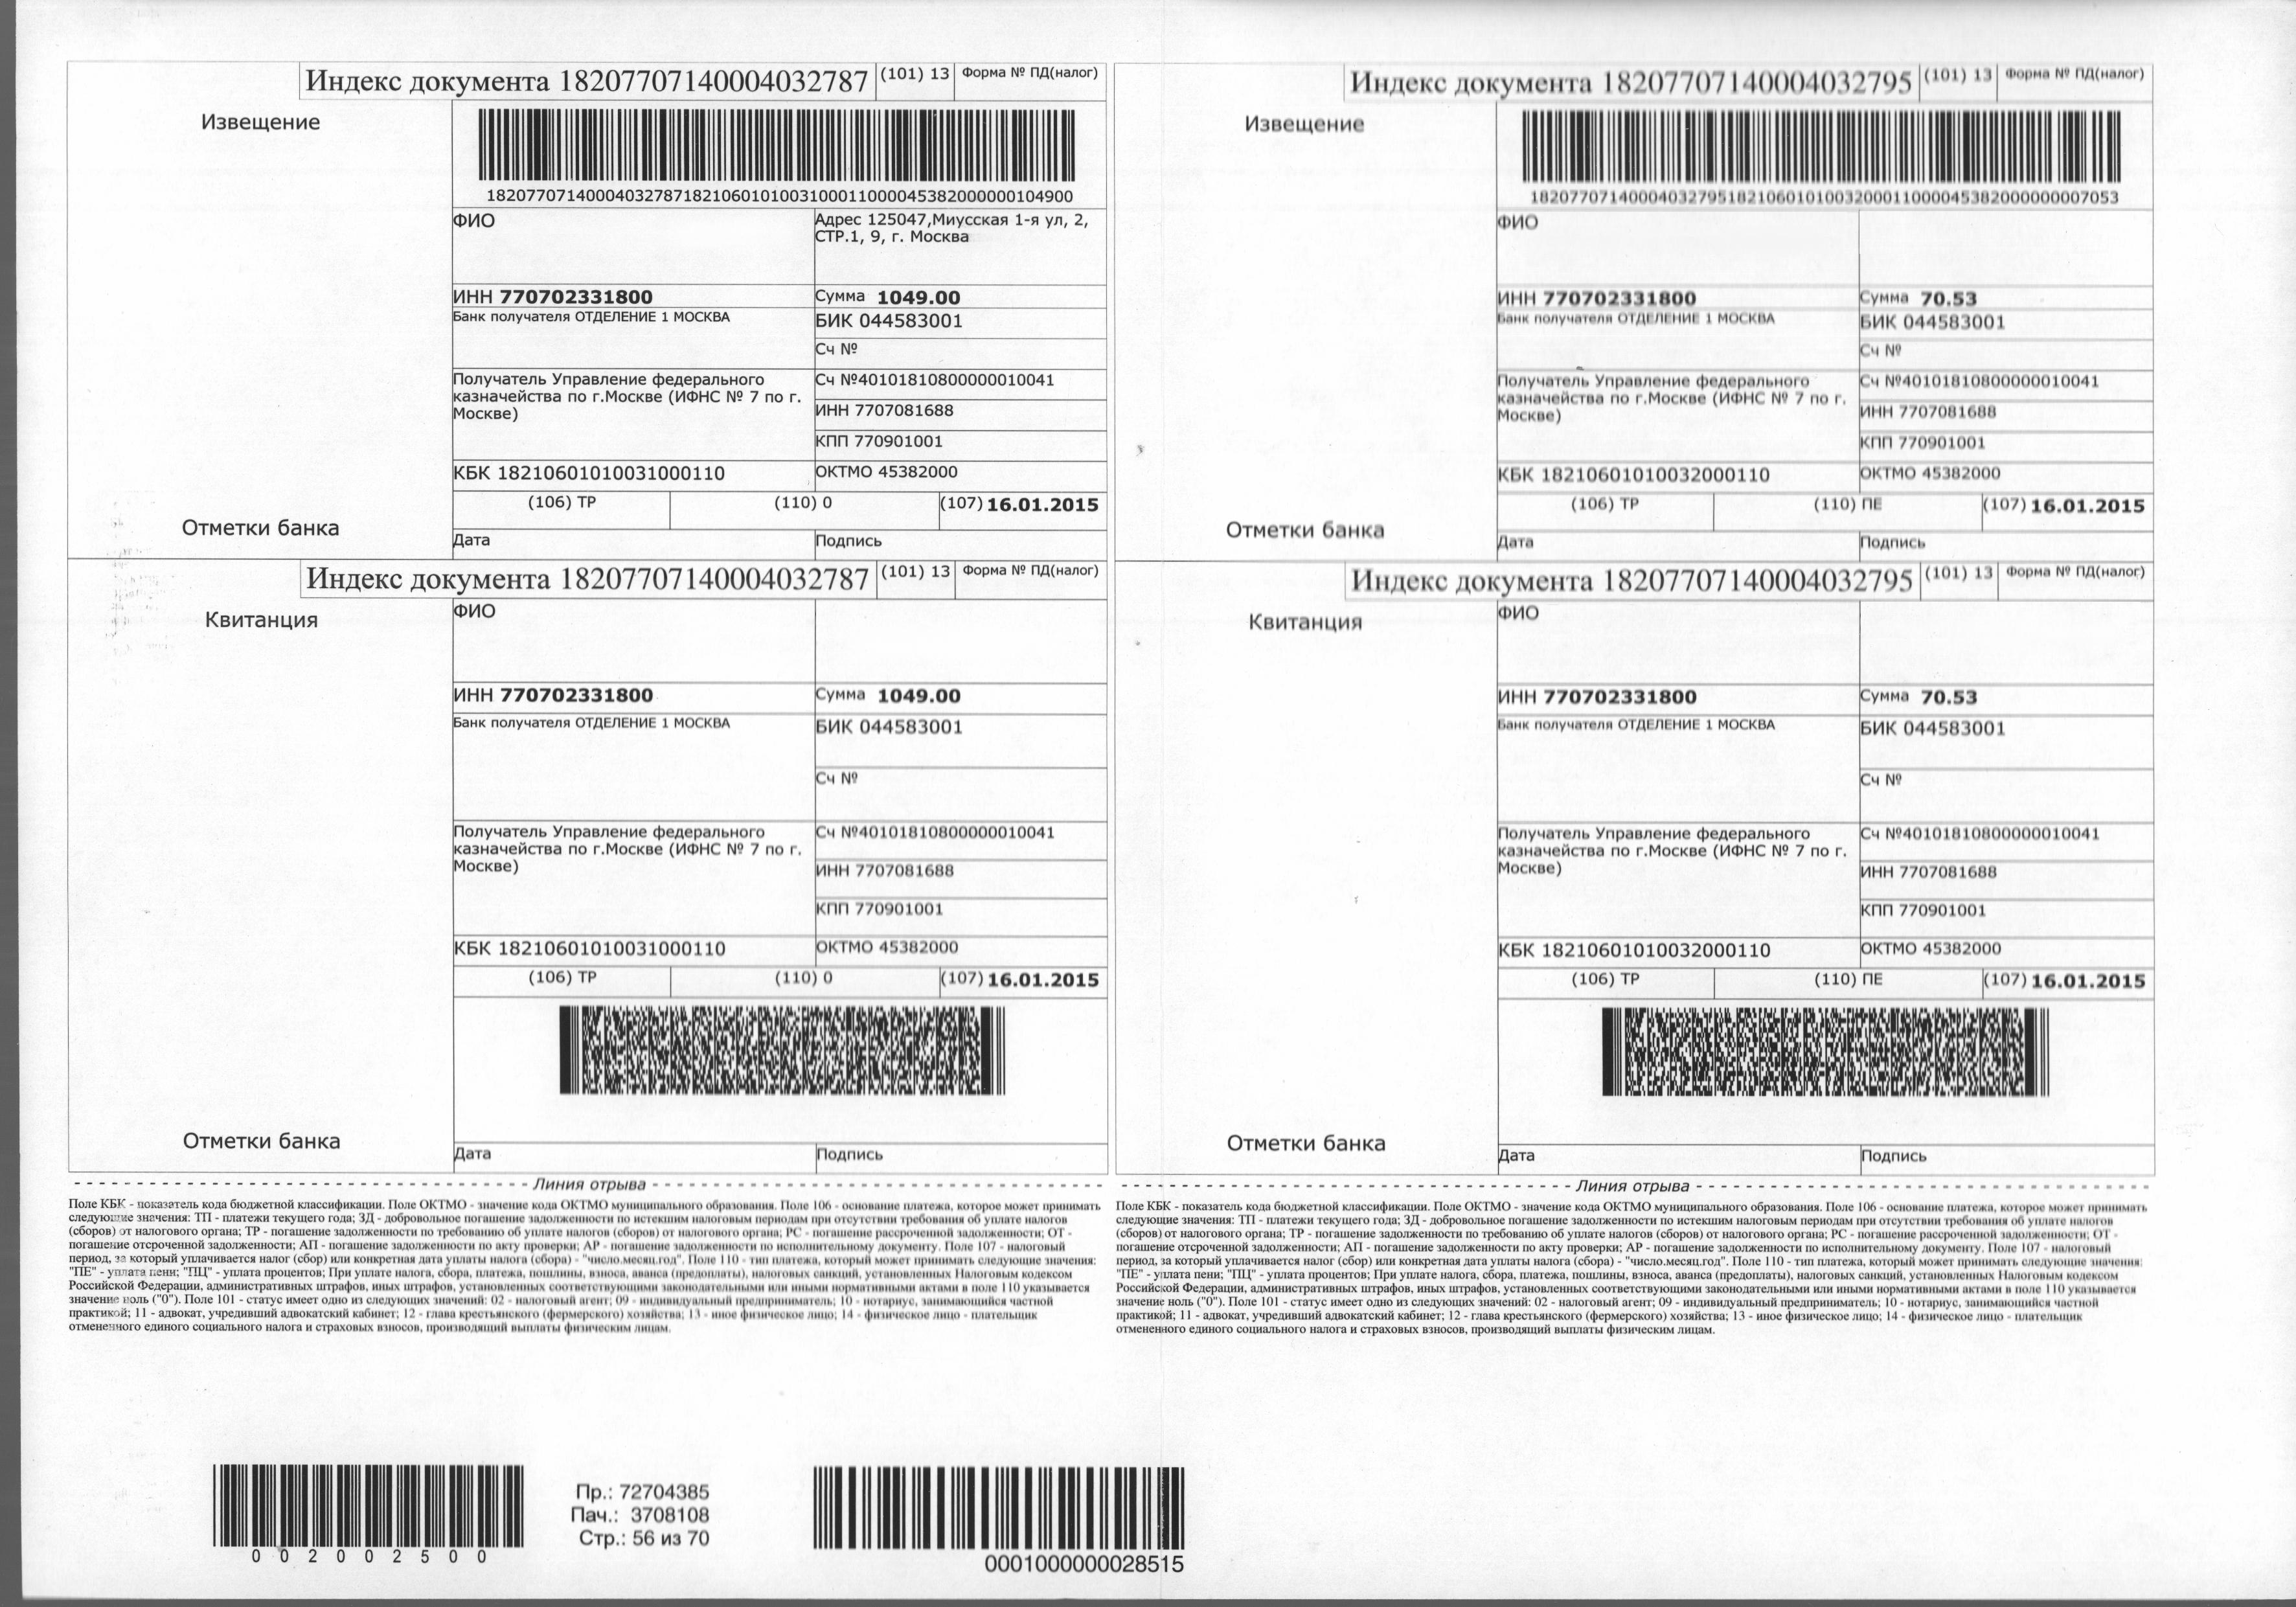 Индекс документа 18207707140004032787 (101) 13 Форма № ПД(налог)
Извещение
18207707140004032787182106010100310001100004538200000010490​0
ФИО
Адрес 125047,Миусская 1-я ул, 2,
СТР.1, 9, г. Москва
ИНН 770702331800
Сумма 1049.00
Банк получателя ОТДЕЛЕНИЕ 1 МОСКВА
БИК 044583001
Сч №
Получатель Управление федерального
казначейства по г.Москве (ИФНС № 7 по г.
Москве)
Сч №40101810800000010041
ИНН 7707081688
КПП 770901001
КБК 18210601010031000110
ОКТМО 45382000
(106) ТР (110) 0 (107) 16.01.2015
Отметки банка
Дата
Подпись
Индекс документа 18207707140004032787 (101) 13 Форма № ПД(налог)
Квитанция
ФИО
ИНН 770702331800
Сумма 1049.00
Банк получателя ОТДЕЛЕНИЕ 1 МОСКВА
БИК 044583001
Сч №
Получатель Управление федерального
казначейства по г.Москве (ИФНС № 7 по г.
Москве)
Сч №40101810800000010041
ИНН 7707081688
КПП 770901001
КБК 18210601010031000110
ОКТМО 45382000
(106) ТР (110) 0 (107) 16.01.2015
Отметки банка
Дата
Подпись
Линия отрыва
Поле КБК - показатель кода бюджетной классификации. Поле ОКТМО - значение кода ОКТМО муниципального образования. Поле 106 - основание платежа, которое может принимать
следующие значения: ТП - платежи текущего года; ЗД - добровольное погашение задолженности по истекшим налоговым периодам при отсутствии требования об уплате налогов
(сборов) от налогового органа; ТР - погашение задолженности по требованию об уплате налогов (сборов) от налогового органа; РС - погашение рассроченной задолженности; ОТ -
погашение отсроченной задолженности; АП - погашение задолженности по акту проверки; АР - погашение задолженности по исполнительному документу. Поле 107 - налоговый
период, за который уплачивается налог (сбор) или конкретная дата уплаты налога (сбора) - "число.месяц.год". Поле 110 - тип платежа, который может принимать следующие значения:
"ПЕ" - уплата пени; "ПЦ" - уплата процентов; При уплате налога, сбора, платежа, пошлины, взноса, аванса (предоплаты), налоговых санкций, установленных Налоговым кодексом
Российской Федерации, административных штрафов, иных штрафов, установленных соответствующими законодательными или иными нормативными актами в поле 110 указывается
значение ноль ("0"). Поле 101 - статус имеет одно из следующих значений: 02 - налоговый агент; 09 - индивидуальный предприниматель; 10 - нотариус, занимающийся частной
практикой; 11 - адвокат, учредивший адвокатский кабинет; 12 - глава крестьянского (фермерского) хозяйства; 13 - иное физическое лицо; 14 - физическое лицо - плательщик
отмененного единого социального налога и страховых взносов, производящий выплаты физическим лицам.
Индекс документа 18207707140004032795 (101) 13 Форма № ПД(налог)
Извещение
182077071400040327951821060101003200011000045382000000007053
ФИО
ИНН 770702331800
Сумма 70.53
Банк получателя ОТДЕЛЕНИЕ 1 МОСКВА
БИК 044583001
Сч №
Получатель Управление федерального
казначейства по г.Москве (ИФНС № 7 по г.
Москве)
Сч №40101810800000010041
ИНН 7707081688
КПП 770901001
КБК 18210601010032000110
ОКТМО 45382000
(106) ТР (110) ПЕ (107) 16.01.2015
Отметки банка
Дата
Подпись
Индекс документа 18207707140004032795 (101) 13 Форма № ПД(налог)
Квитанция
ФИО
ИНН 770702331800
Сумма 70.53
Банк получателя ОТДЕЛЕНИЕ 1 МОСКВА
БИК 044583001
Сч №
Получатель Управление федерального
казначейства по г.Москве (ИФНС № 7 по г.
Москве)
Сч №40101810800000010041
ИНН 7707081688
КПП 770901001
КБК 18210601010032000110
ОКТМО 45382000
(106) ТР (110) ПЕ (107) 16.01.2015
Отметки банка
Дата
Подпись
Линия отрыва
Поле КБК - показатель кода бюджетной классификации. Поле ОКТМО - значение кода ОКТМО муниципального образования. Поле 106 - основание платежа, которое может принимать
следующие значения: ТП - платежи текущего года; ЗД - добровольное погашение задолженности по истекшим налоговым периодам при отсутствии требования об уплате налогов
(сборов) от налогового органа; ТР - погашение задолженности по требованию об уплате налогов (сборов) от налогового органа; РС - погашение рассроченной задолженности; ОТ -
погашение отсроченной задолженности; АП - погашение задолженности по акту проверки; АР - погашение задолженности по исполнительному документу. Поле 107 - налоговый
период, за который уплачивается налог (сбор) или конкретная дата уплаты налога (сбора) - "число.месяц.год". Поле 110 - тип платежа, который может принимать следующие значения:
"ПЕ" - уплата пени; "ПЦ" - уплата процентов; При уплате налога, сбора, платежа, пошлины, взноса, аванса (предоплаты), налоговых санкций, установленных Налоговым кодексом
Российской Федерации, административных штрафов, иных штрафов, установленных соответствующими законодательными или иными нормативными актами в поле 110 указывается
значение ноль ("0"). Поле 101 - статус имеет одно из следующих значений: 02 - налоговый агент; 09 - индивидуальный предприниматель; 10 - нотариус, занимающийся частной
практикой; 11 - адвокат, учредивший адвокатский кабинет; 12 - глава крестьянского (фермерского) хозяйства; 13 - иное физическое лицо; 14 - физическое лицо - плательщик
отмененного единого социального налога и страховых взносов, производящий выплаты физическим лицам.
0 0 2 0 0 2 5 0 0
Пр.: 72704385
Пач.: 3708108
Стр.: 56 из 70
0001000000028515